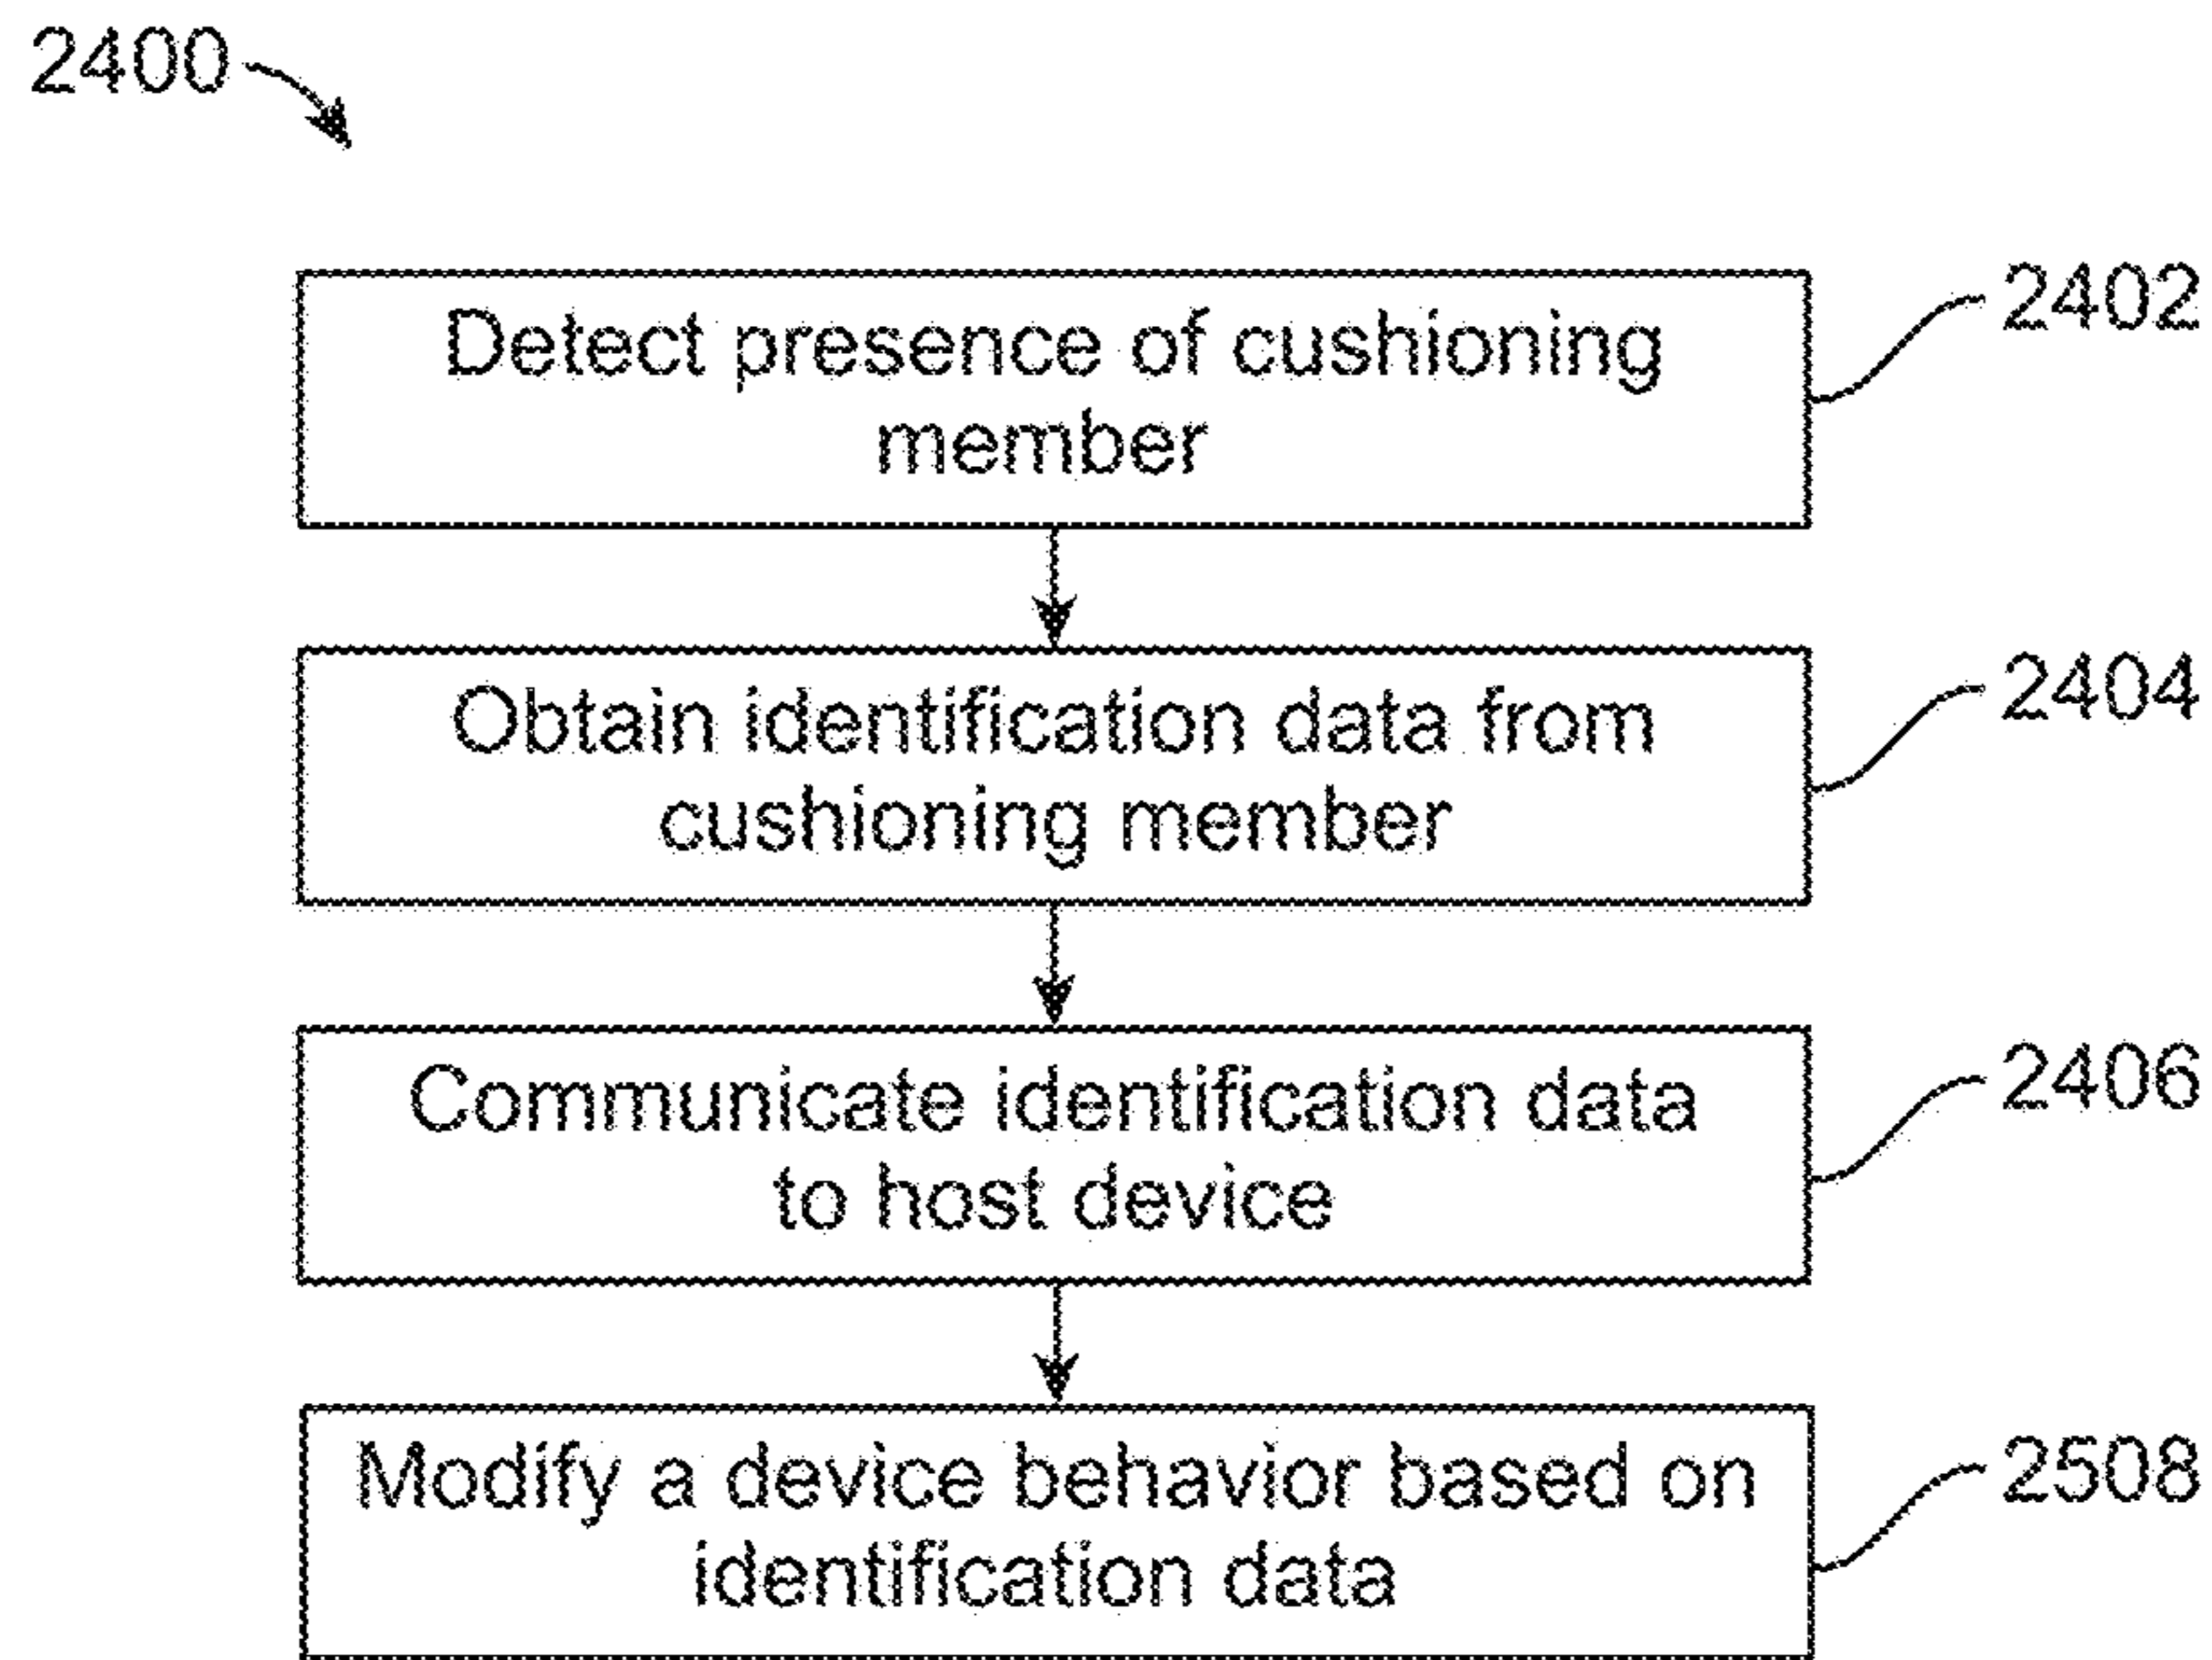 2400
Detect presence of cushioning
member
2402
Obtain identification data from
cushioning member
2404
Communicate identification data
to host device
2406
Modify a device behavior based on
identification data
2508